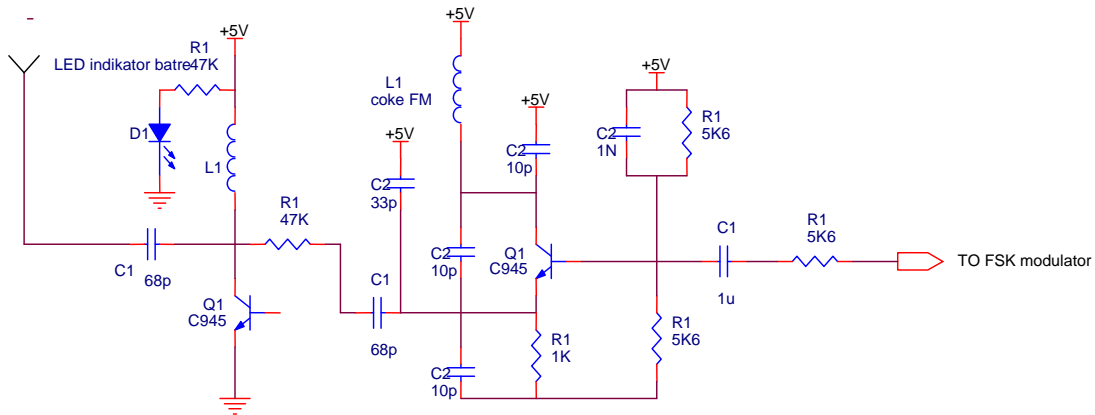 +5V
R1
LED indikator batre47K
D1
L1
C1
68p
Q1
C945
R1
47K
+5V
C2
33p
C1
68p
+5V
L1
coke FM
C2
10p
C2
10p
+5V
C2
10p
Q1
C945
R1
1K
+5V
C2
1N
R1
5K6
R1
5K6
C1
1u
R1
5K6
TO FSK modulator